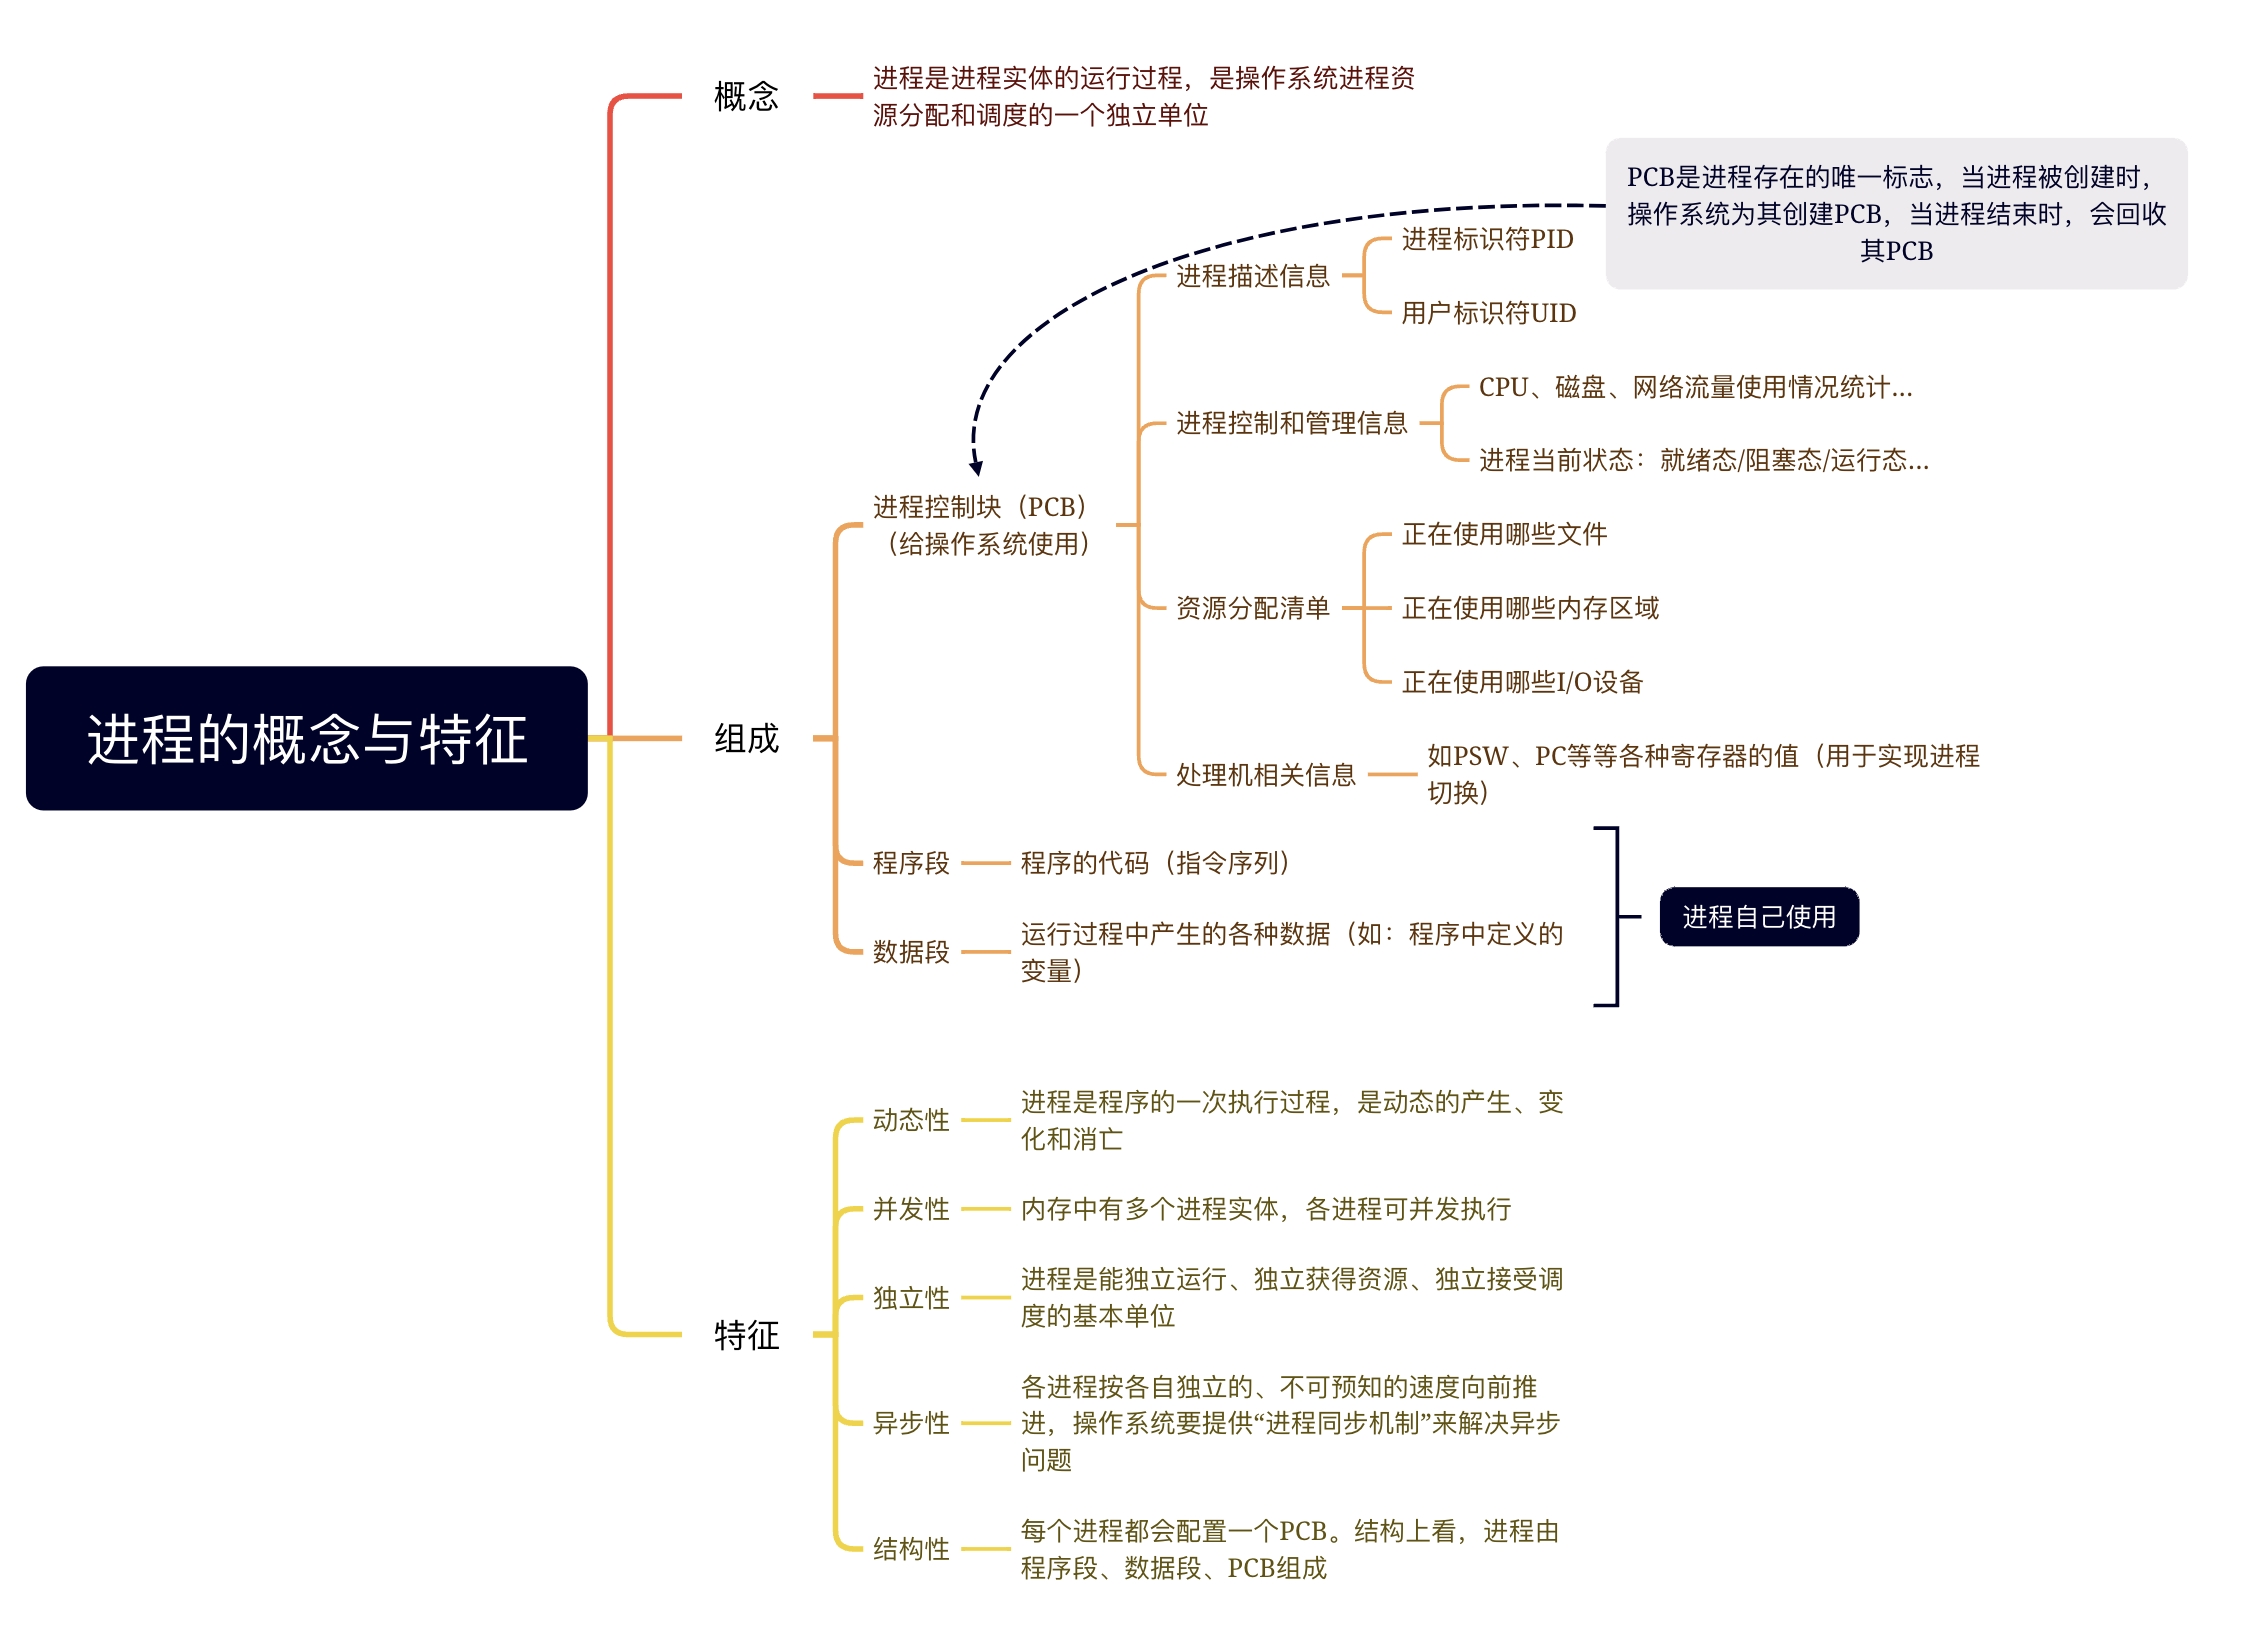 进程的概念与特征
概念
进程是进程实体的运行过程，是操作系统进程资
源分配和调度的一个独立单位
组成
进程控制块（PCB）
（给操作系统使用）
PCB是进程存在的唯一标志，当进程被创建时，
操作系统为其创建PCB，当进程结束时，会回收
其PCB
进程描述信息
进程标识符PID
用户标识符UID
进程控制和管理信息
CPU、磁盘、网络流量使用情况统计...
进程当前状态：就绪态/阻塞态/运行态...
资源分配清单
正在使用哪些文件
正在使用哪些内存区域
正在使用哪些I/O设备
处理机相关信息
如PSW、PC等等各种寄存器的值（用于实现进程
切换）
程序段
程序的代码（指令序列）
数据段
运行过程中产生的各种数据（如：程序中定义的
变量）
进程自己使用
特征
动态性
进程是程序的一次执行过程，是动态的产生、变
化和消亡
并发性
内存中有多个进程实体，各进程可并发执行
独立性
进程是能独立运行、独立获得资源、独立接受调
度的基本单位
异步性
各进程按各自独立的、不可预知的速度向前推
进，操作系统要提供“进程同步机制”来解决异步
问题
结构性
每个进程都会配置一个PCB。结构上看，进程由
程序段、数据段、PCB组成